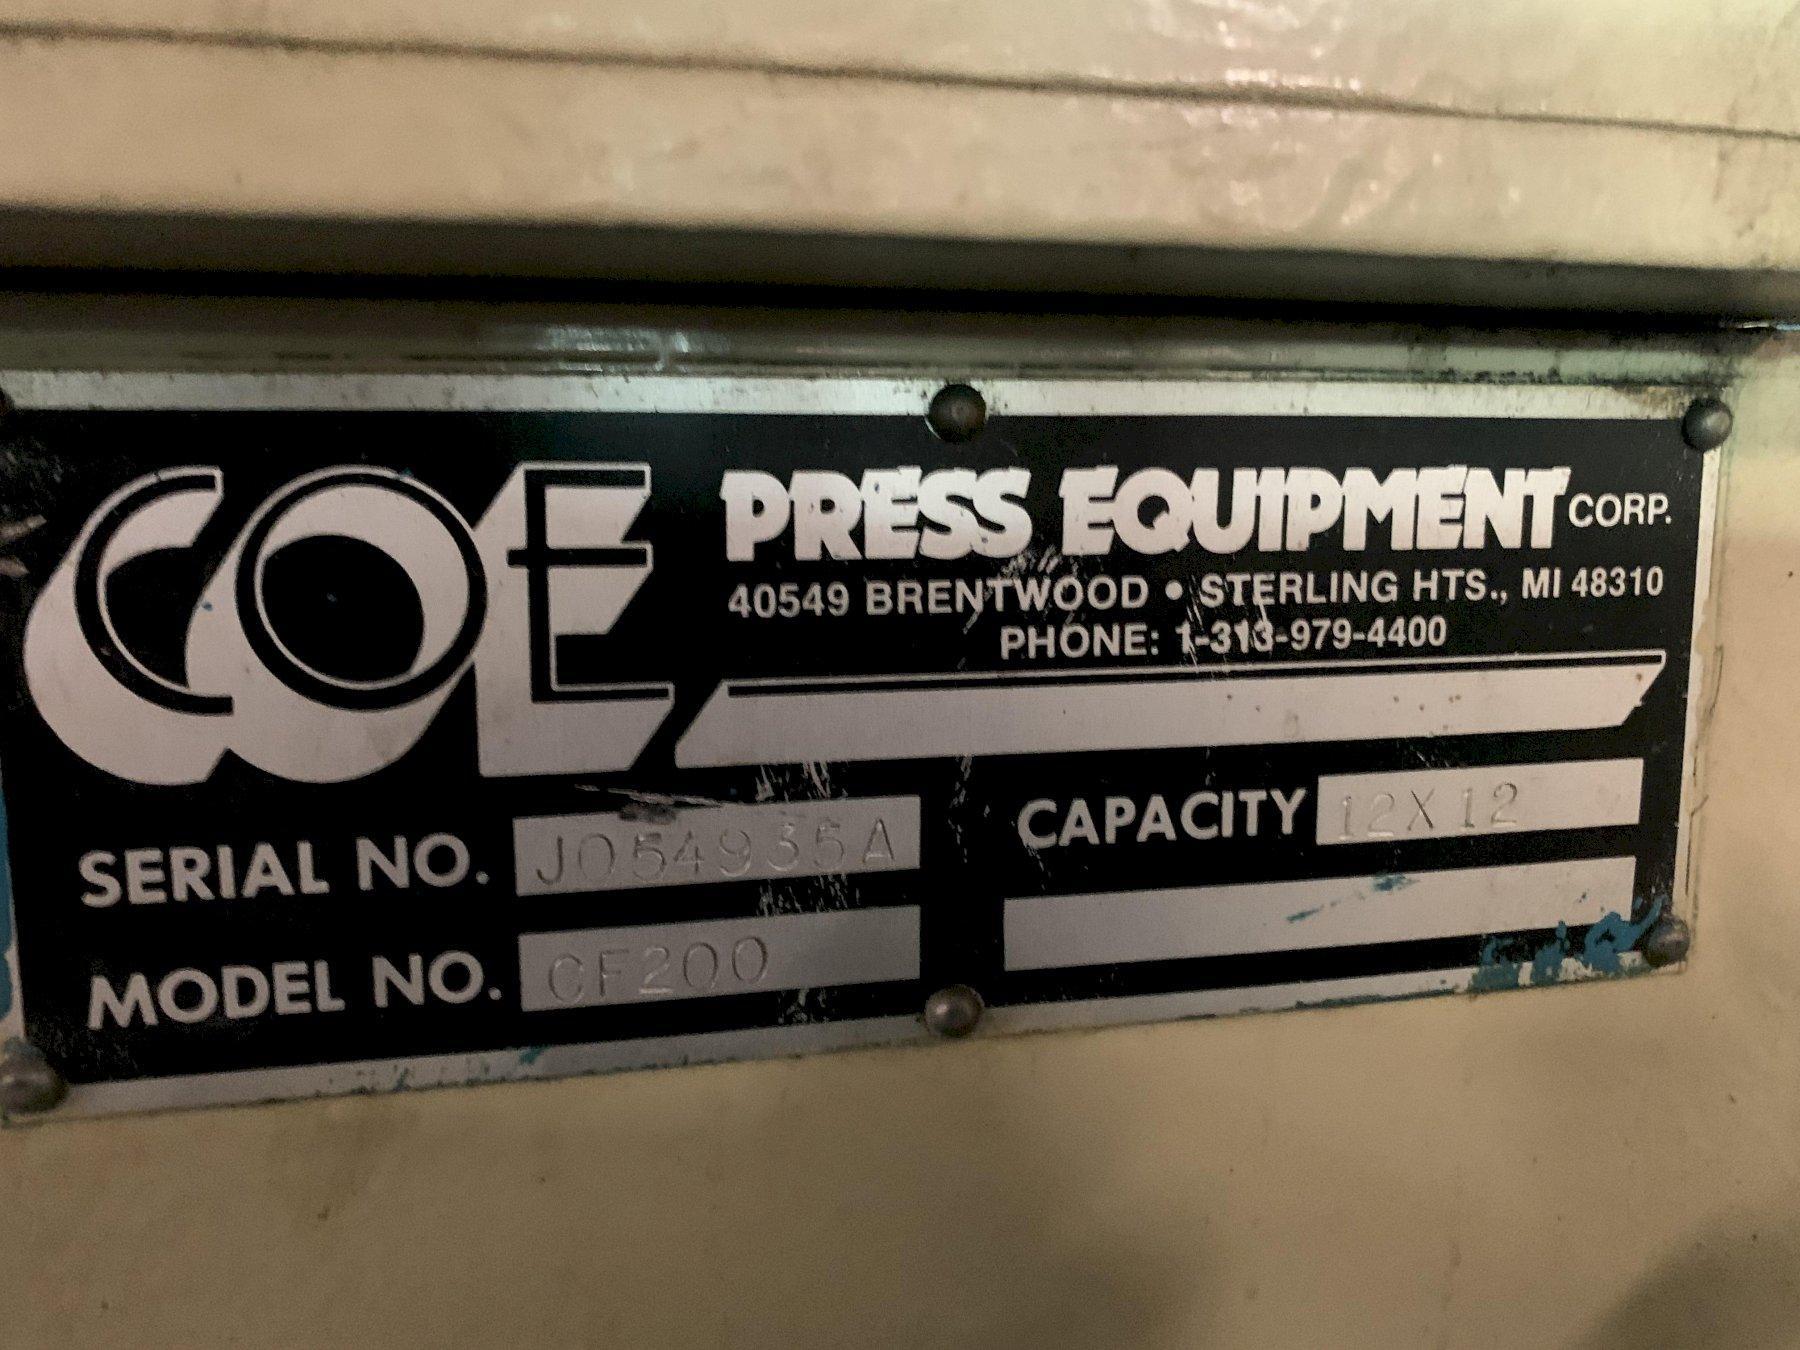 COE PRESS EQUIPMENT CORP.
40549 BRENTWOOD • STERLING HTS., MI 48310
PHONE: 1-313-979-4400
SERIAL NO. J054935A
CAPACITY 12X12
MODEL NO. CF200